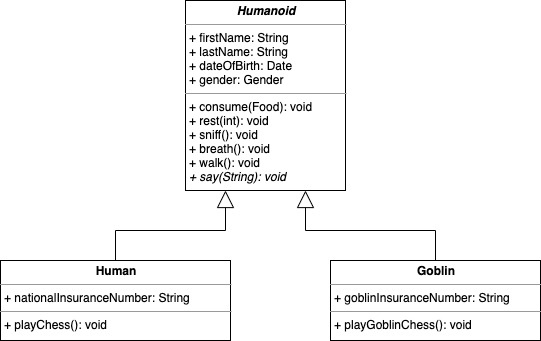 Humanoid
+ firstName: String
+ lastName: String
+ dateOfBirth: Date
+ gender: Gender
+ consume(Food): void
+ rest(int): void
+ sniff(): void
+ breath(): void
+ walk(): void
+ say(String): void
Human
+ nationalInsuranceNumber: String
+ playChess(): void
Goblin
+ goblinInsuranceNumber: String
+ playGoblinChess(): void